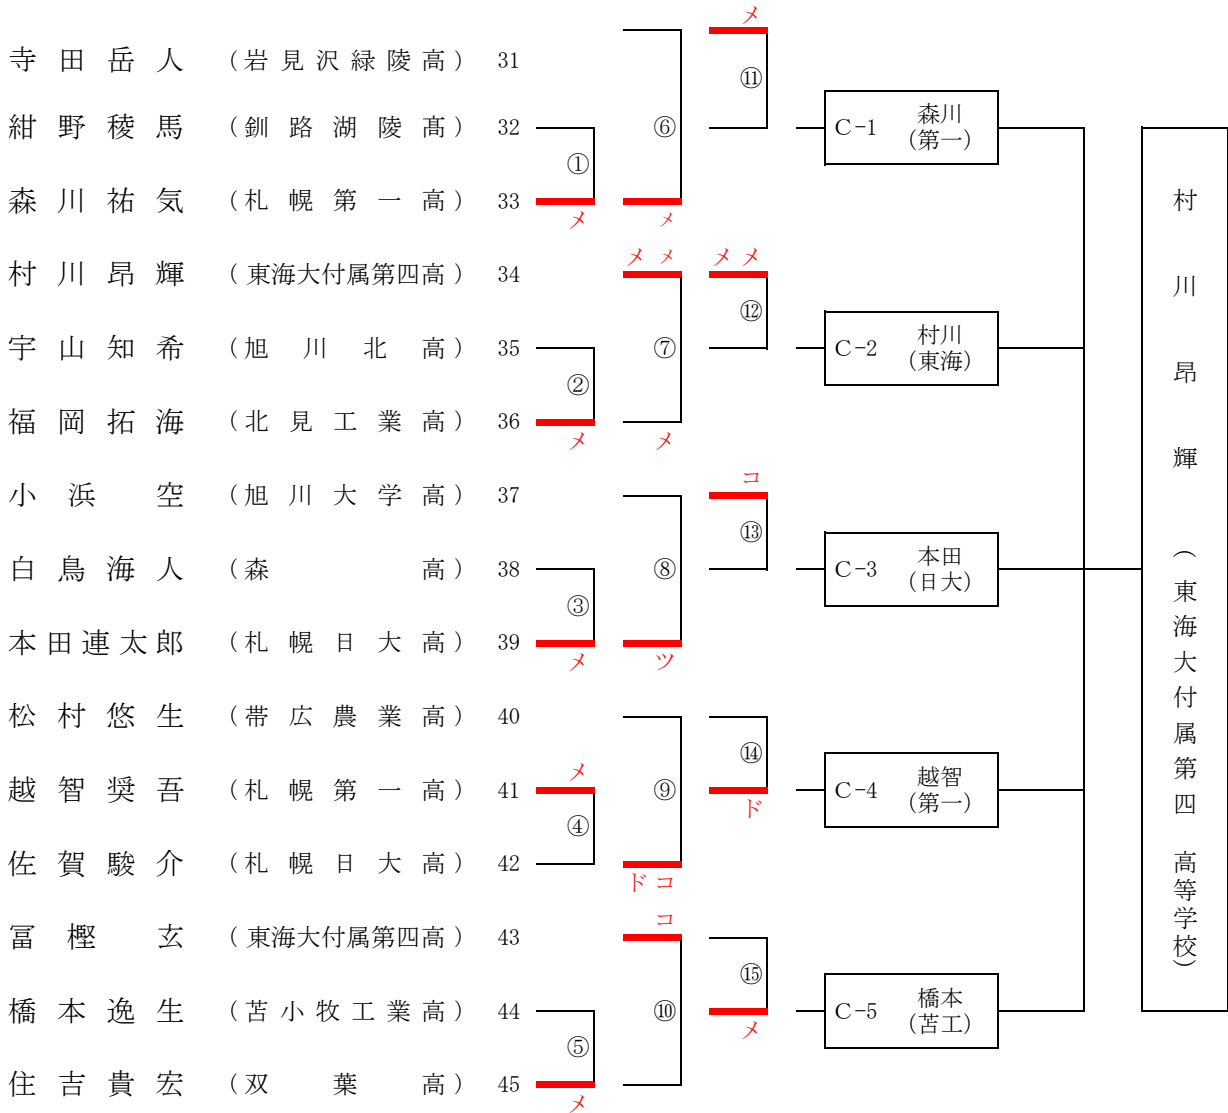 メ
寺田岳人 (岩見沢緑陵高) 31
⑪
紺野稜馬 (釧路湖陵高) 32
⑥
C-1 森川
(第一)
①
森川祐気 (札幌第一高) 33
メ メ
村川昂輝 (東海大付属第四高) 34
メメ メメ
⑫
宇山知希 (旭川北高) 35
⑦
C-2 村川
(東海)
②
福岡拓海 (北見工業高) 36
メ メ
小浜空 (旭川大学高) 37
コ
⑬
白鳥海人 (森高) 38
⑧
C-3 本田
(日大)
③
本田連太郎 (札幌日大高) 39
メ ツ
松村悠生 (帯広農業高) 40
⑭
メ
越智奨吾 (札幌第一高) 41
⑨
ド
C-4 越智
(第一)
④
佐賀駿介 (札幌日大高) 42
ドコ
コ
冨樫玄 (東海大付属第四高) 43
⑮
橋本逸生 (苫小牧工業高) 44
⑩
メ
C-5 橋本
(苫工)
⑤
住吉貴宏 (双葉高) 45
メ
村川昂輝 (東海大付属第四 高等学校)